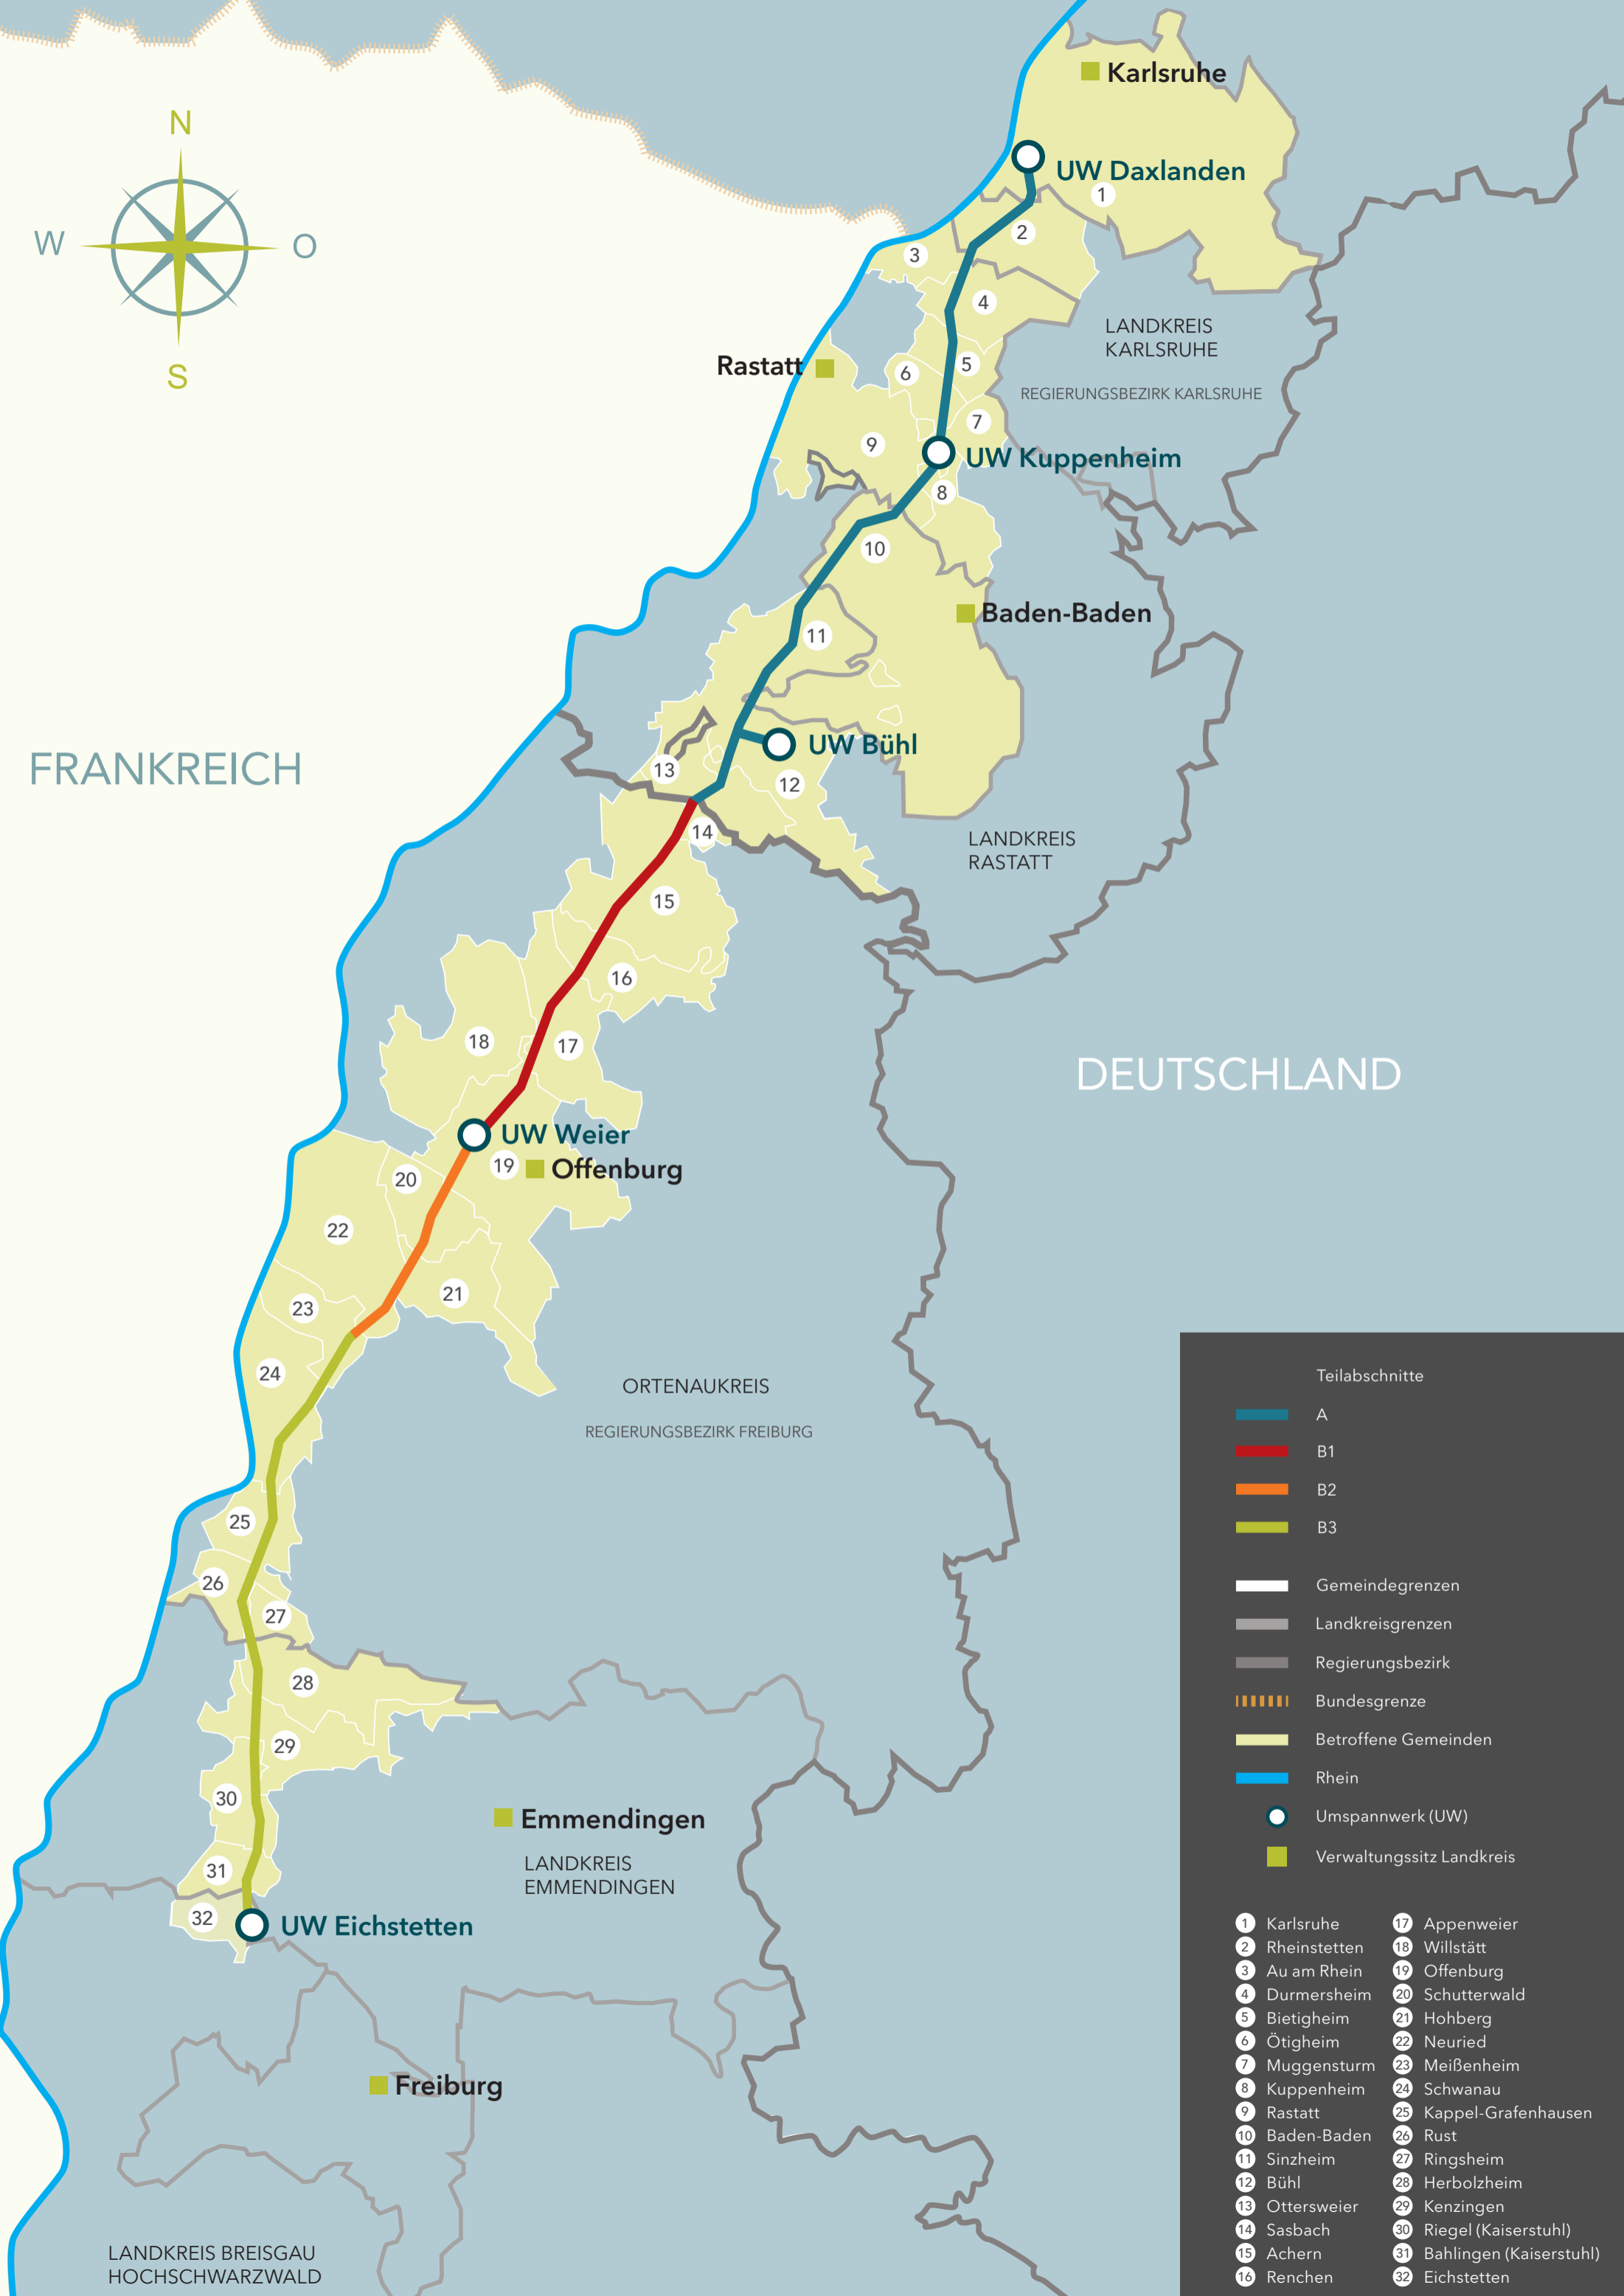 Karlsruhe
N
UW Daxlanden
1
2
W
O
3
4
LANDKREIS
KARLSRUHE
S
Rastatt
5
6
REGIERUNGSBEZIRK KARLSRUHE
7
9
UW Kuppenheim
8
10
Baden-Baden
11
UW Bühl
FRANKREICH
13
12
14
LANDKREIS
RASTATT
15
16
18
17
DEUTSCHLAND
UW Weier
19
Offenburg
20
22
21
23
24
ORTENAUKREIS
REGIERUNGSBEZIRK FREIBURG
25
26
27
28
29
30
Emmendingen
LANDKREIS
EMMENDINGEN
31
32
UW Eichstetten
Freiburg
LANDKREIS BREISGAU
HOCHSCHWARZWALD
Teilabschnitte
A
B1
B2
B3
Gemeindegrenzen
Landkreisgrenzen
Regierungsbezirk
Bundesgrenze
Betroffene Gemeinden
Rhein
Umspannwerk (UW)
Verwaltungssitz Landkreis
1 Karlsruhe
2 Rheinstetten
3 Au am Rhein
4 Durmersheim
5 Bietigheim
6 Ötigheim
7 Muggensturm
8 Kuppenheim
9 Rastatt
10 Baden-Baden
11 Sinzheim
12 Bühl
13 Ottersweier
14 Sasbach
15 Achern
16 Renchen
17 Appenweier
18 Willstätt
19 Offenburg
20 Schutterwald
21 Hohberg
22 Neuried
23 Meißenheim
24 Schwanau
25 Kappel-Grafenhausen
26 Rust
27 Ringsheim
28 Herbolzheim
29 Kenzingen
30 Riegel (Kaiserstuhl)
31 Bahlingen (Kaiserstuhl)
32 Eichstetten